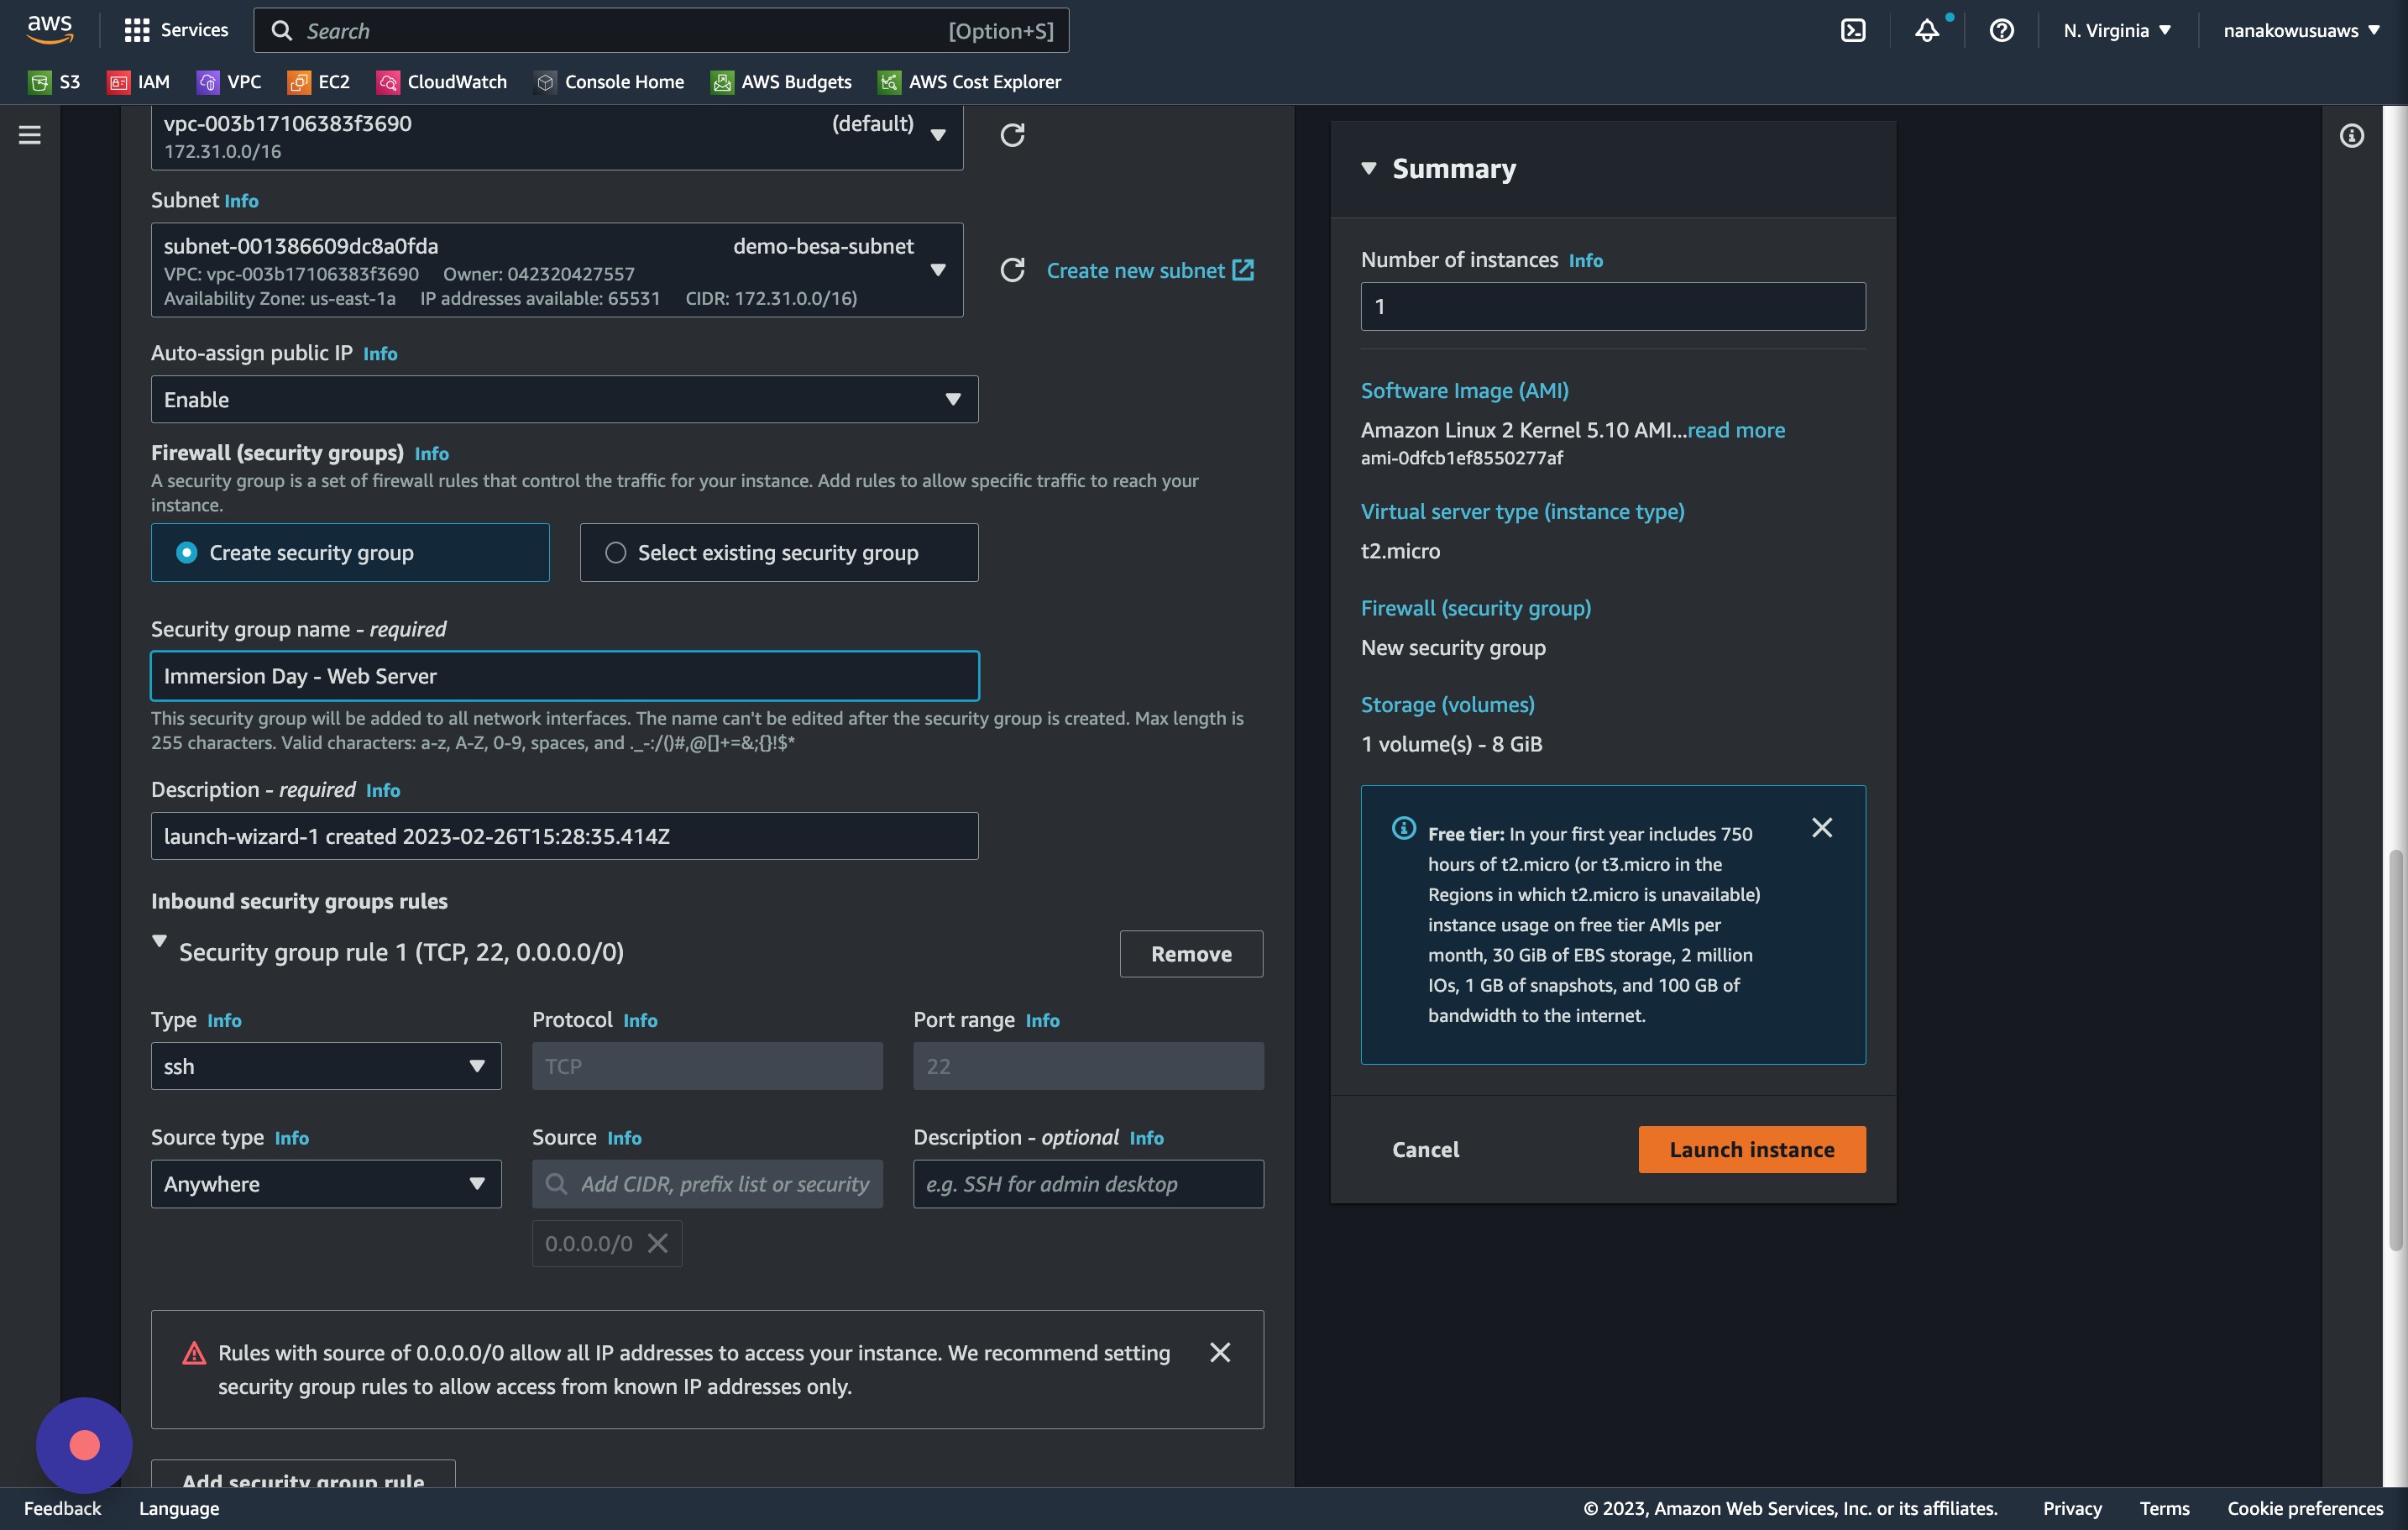 aws
Services
Search
[Option+S]
N. Virginia
nanakowusuaws
S3
IAM
VPC
EC2
CloudWatch
Console Home
AWS Budgets
AWS Cost Explorer
vpc-003b17106383f3690
(default)
172.31.0.0/16
Subnet Info
subnet-001386609dc8a0fda
demo-besa-subnet
VPC: vpc-003b17106383f3690 Owner: 042320427557
Availability Zone: us-east-1a IP addresses available: 65531 CIDR: 172.31.0.0/16)
Create new subnet
Auto-assign public IP Info
Enable
Firewall (security groups) Info
A security group is a set of firewall rules that control the traffic for your instance. Add rules to allow specific traffic to reach your
instance.
Create security group
Select existing security group
Security group name - required
Immersion Day - Web Server
This security group will be added to all network interfaces. The name can't be edited after the security group is created. Max length is
255 characters. Valid characters: a-z, A-Z, 0-9, spaces, and ._-:/()#,@[]+=&;{}!$*
Description - required Info
launch-wizard-1 created 2023-02-26T15:28:35.414Z
Inbound security groups rules
Security group rule 1 (TCP, 22, 0.0.0.0/0)
Remove
Type Info
Protocol Info
Port range Info
ssh
TCP
22
Source type Info
Source Info
Description - optional Info
Anywhere
Add CIDR, prefix list or security
e.g. SSH for admin desktop
0.0.0.0/0
Rules with source of 0.0.0.0/0 allow all IP addresses to access your instance. We recommend setting
security group rules to allow access from known IP addresses only.
Add security group rule
Summary
Number of instances Info
1
Software Image (AMI)
Amazon Linux 2 Kernel 5.10 AMI...read more
ami-0dfcb1ef8550277af
Virtual server type (instance type)
t2.micro
Firewall (security group)
New security group
Storage (volumes)
1 volume(s) - 8 GiB
Free tier: In your first year includes 750
hours of t2.micro (or t3.micro in the
Regions in which t2.micro is unavailable)
instance usage on free tier AMIs per
month, 30 GiB of EBS storage, 2 million
IOs, 1 GB of snapshots, and 100 GB of
bandwidth to the internet.
Cancel
Launch instance
Feedback
Language
© 2023, Amazon Web Services, Inc. or its affiliates.
Privacy
Terms
Cookie preferences